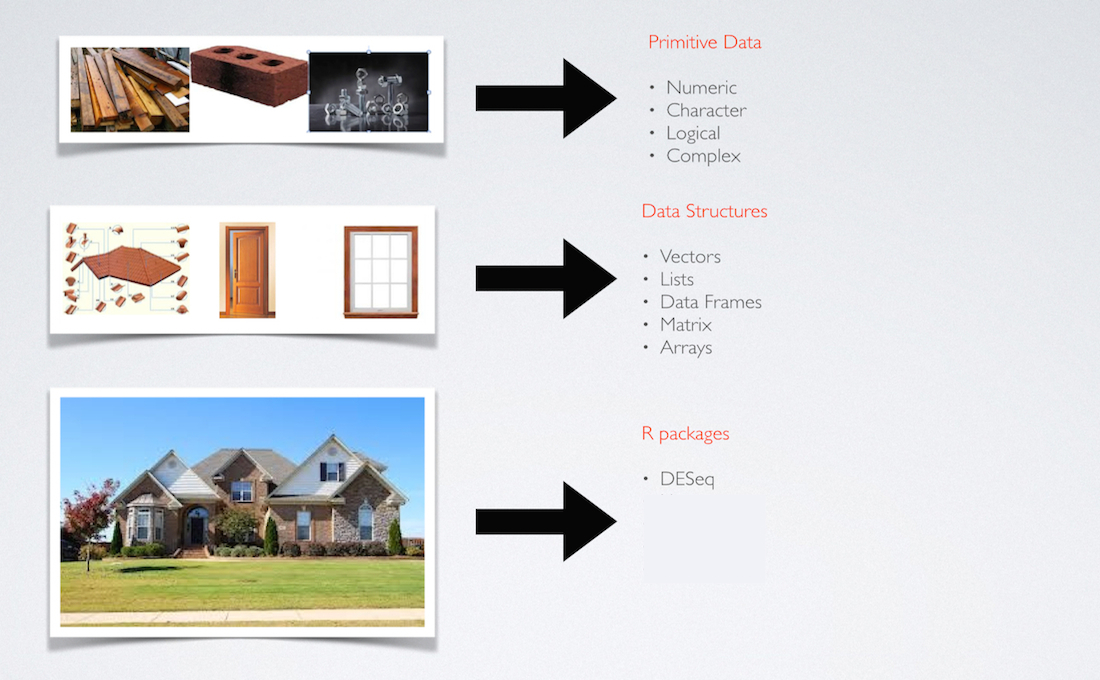 Primitive Data
• Numeric
• Character
• Logical
• Complex
Data Structures
• Vectors
• Lists
• Data Frames
• Matrix
• Arrays
R packages
• DESeq